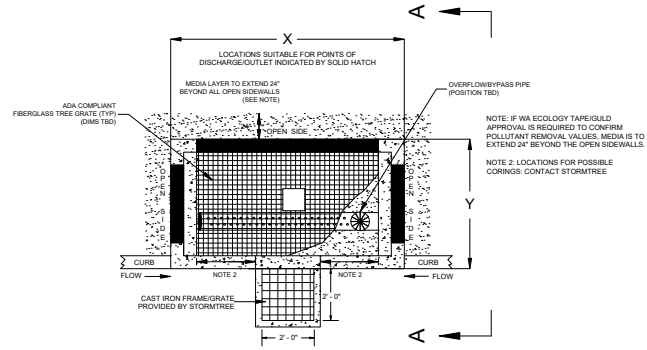 A
X
LOCATIONS SUITABLE FOR POINTS OF
DISCHARGE/OUTLET INDICATED BY SOLID HATCH
MEDIA LAYER TO EXTEND 24"
BEYOND ALL OPEN SIDEWALLS
(SEE NOTE)
OVERFLOW/BYPASS PIPE
(POSITION TBD)
ADA COMPLIANT
FIBERGLASS TREE GRATE (TYP)
(DIMS TBD)
NOTE: IF WA ECOLOGY TAPE/GULD
APPROVAL IS REQUIRED TO CONFIRM
POLLUTANT REMOVAL VALUES, MEDIA IS TO
EXTEND 24" BEYOND THE OPEN SIDEWALLS.
NOTE 2: LOCATIONS FOR POSSIBLE
CORINGS: CONTACT STORMTREE
OPEN SIDE
OPEN SIDE
OPEN SIDE
Y
CURB
CURB
FLOW
NOTE 2
NOTE 2
FLOW
CAST IRON FRAME/GRATE
PROVIDED BY STORMTREE
2' - 0"
2' - 0"
A